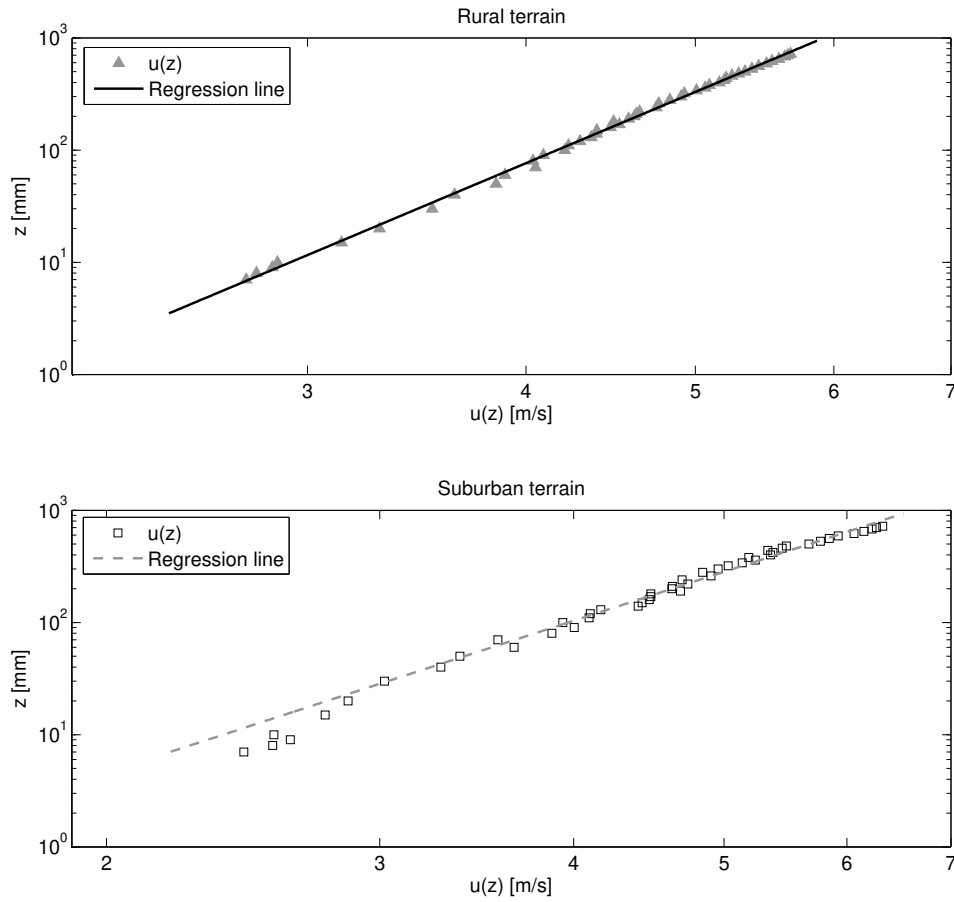 Rural terrain
10^3
u(z)
Regression line
10^2
z [mm]
10^1
10^0
3 4 5 6 7
u(z) [m/s]
Suburban terrain
10^3
u(z)
Regression line
10^2
z [mm]
10^1
10^0
2 3 4 5 6 7
u(z) [m/s]